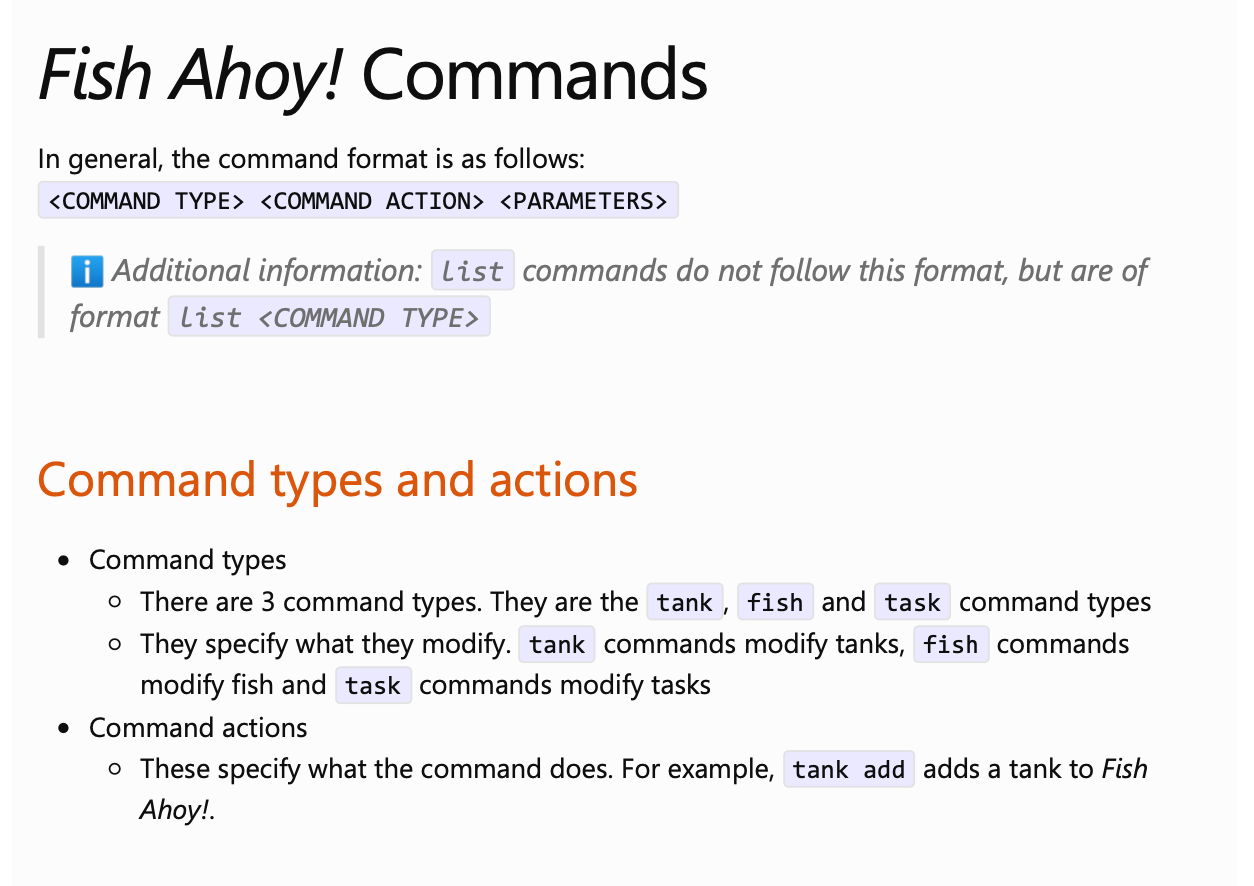 Fish Ahoy! Commands
In general, the command format is as follows:
<COMMAND TYPE> <COMMAND ACTION> <PARAMETERS>
ℹ️ Additional information: list commands do not follow this format, but are of
format list <COMMAND TYPE>
Command types and actions
• Command types
◦ There are 3 command types. They are the tank, fish and task command types
◦ They specify what they modify. tank commands modify tanks, fish commands
modify fish and task commands modify tasks
• Command actions
◦ These specify what the command does. For example, tank add adds a tank to Fish
Ahoy!.